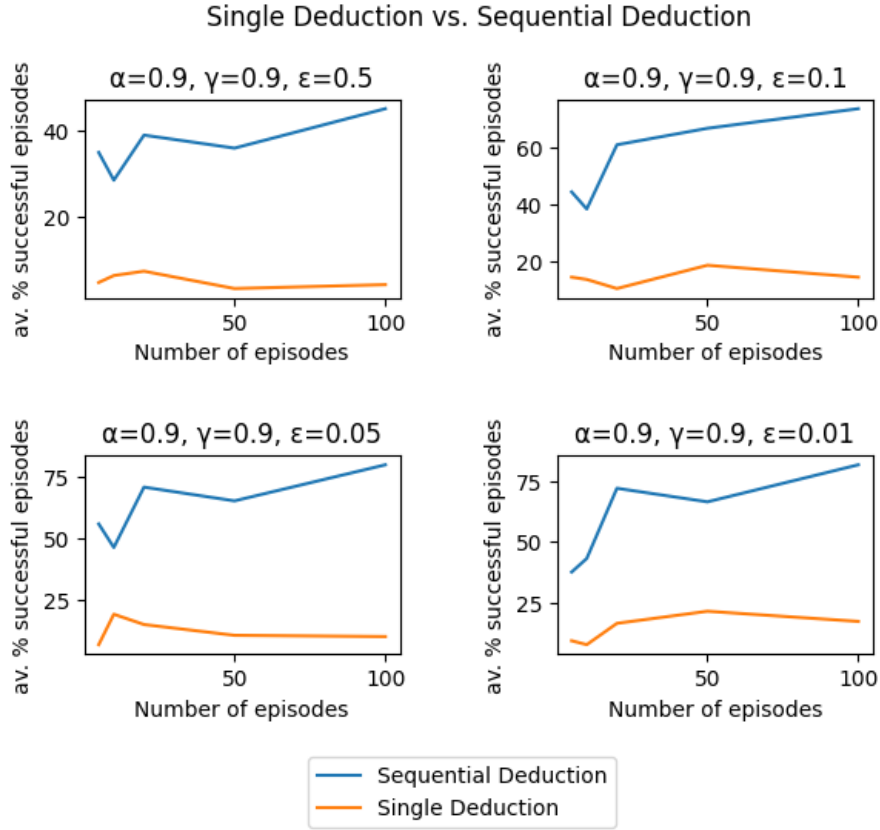 Single Deduction vs. Sequential Deduction
α=0.9, γ=0.9, ε=0.5
av. % successful episodes
40
20
50
100
Number of episodes
α=0.9, γ=0.9, ε=0.1
av. % successful episodes
60
40
20
50
100
Number of episodes
α=0.9, γ=0.9, ε=0.05
av. % successful episodes
75
50
25
50
100
Number of episodes
α=0.9, γ=0.9, ε=0.01
av. % successful episodes
75
50
25
50
100
Number of episodes
Sequential Deduction
Single Deduction